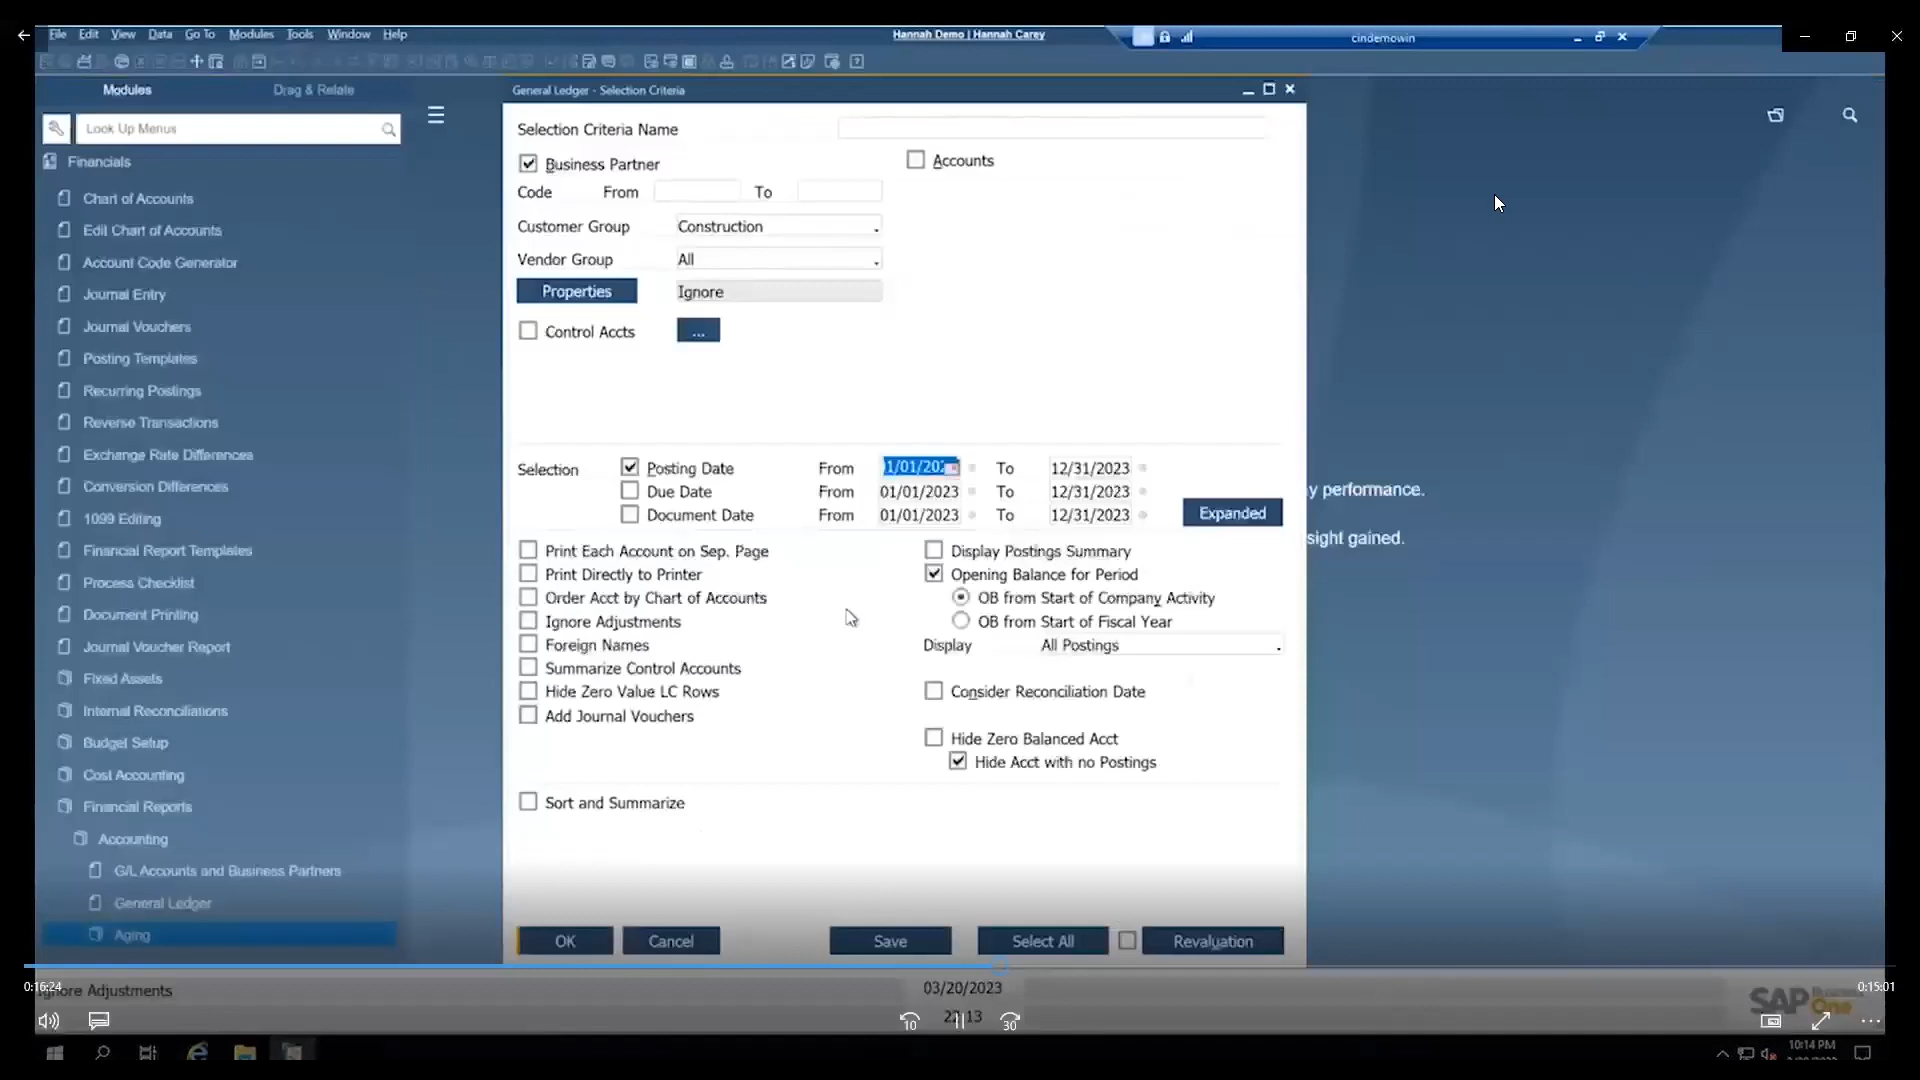 File Edit View Data Go To Modules Tools Window Help
Hannah Demo | Hannah Carey
cindemowin
Modules Drag & Relate
Look Up Menus
Financials
Chart of Accounts
Edit Chart of Accounts
Account Code Generator
Journal Entry
Journal Vouchers
Posting Templates
Recurring Postings
Reverse Transactions
Exchange Rate Differences
Conversion Differences
1099 Editing
Financial Report Templates
Process Checklist
Document Printing
Journal Voucher Report
Fixed Assets
Internal Reconciliations
Budget Setup
Cost Accounting
Financial Reports
Accounting
G/L Accounts and Business Partners
General Ledger
Aging
General Ledger - Selection Criteria
Selection Criteria Name
Business Partner Accounts
Code From To
Customer Group Construction
Vendor Group All
Properties Ignore
Control Accts ...
Selection Posting Date From 1/01/202 To 12/31/2023
Due Date From 01/01/2023 To 12/31/2023
Document Date From 01/01/2023 To 12/31/2023
Expanded
Print Each Account on Sep. Page
Print Directly to Printer
Order Acct by Chart of Accounts
Ignore Adjustments
Foreign Names
Summarize Control Accounts
Hide Zero Value LC Rows
Add Journal Vouchers
Display Postings Summary
Opening Balance for Period
OB from Start of Company Activity
OB from Start of Fiscal Year
Display All Postings
Consider Reconciliation Date
Hide Zero Balanced Acct
Hide Acct with no Postings
Sort and Summarize
OK Cancel Save Select All Revaluation
y performance.
sight gained.
0:16:24 0:15:01
Ignore Adjustments
03/20/2023
SAP Business One
10 30
10:14 PM